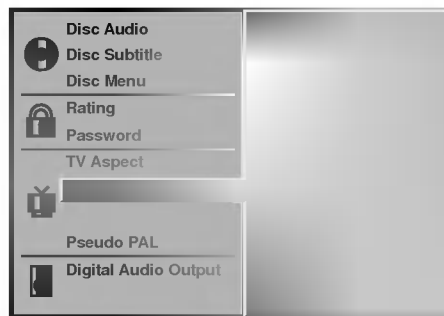 Disc Audio
Disc Subtitle
Disc Menu
Rating
Password
TV Aspect
Pseudo PAL
Digital Audio Output